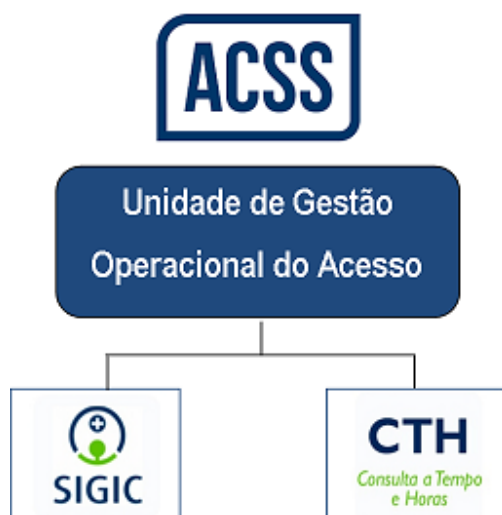 ACSS
Unidade de Gestão
Operacional do Acesso
SIGIC
CTH
Consulta a Tempo
e Horas